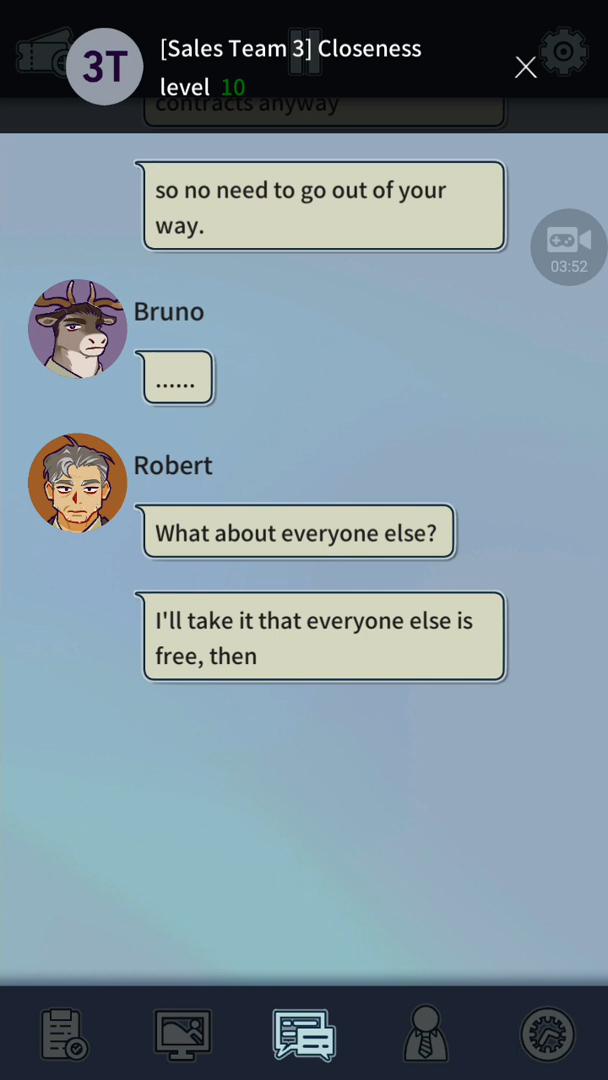 3T
[Sales Team 3] Closeness
level 10
contracts anyway
so no need to go out of your
way.
03:52
Bruno
......
Robert
What about everyone else?
I'll take it that everyone else is
free, then